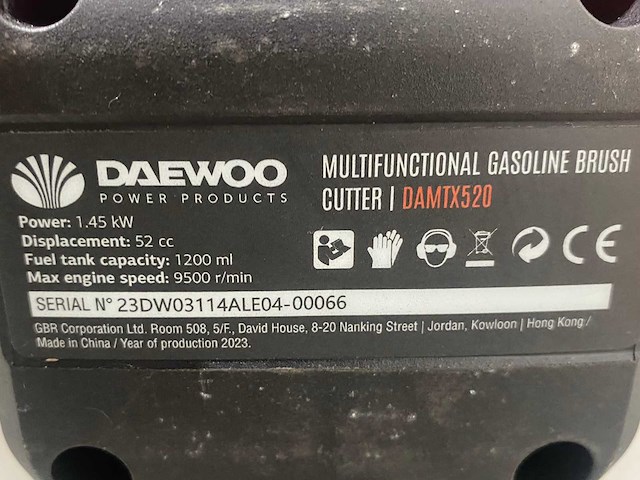 DAEWOO
POWER PRODUCTS
MULTIFUNCTIONAL GASOLINE BRUSH
CUTTER | DAMTX520
Power: 1.45 kW
Displacement: 52 cc
Fuel tank capacity: 1200 ml
Max engine speed: 9500 r/min
CE
SERIAL N° 23DW03114ALE04-00066
GBR Corporation Ltd. Room 508, 5/F., David House, 8-20 Nanking Street | Jordan, Kowloon | Hong Kong /
Made in China / Year of production 2023.